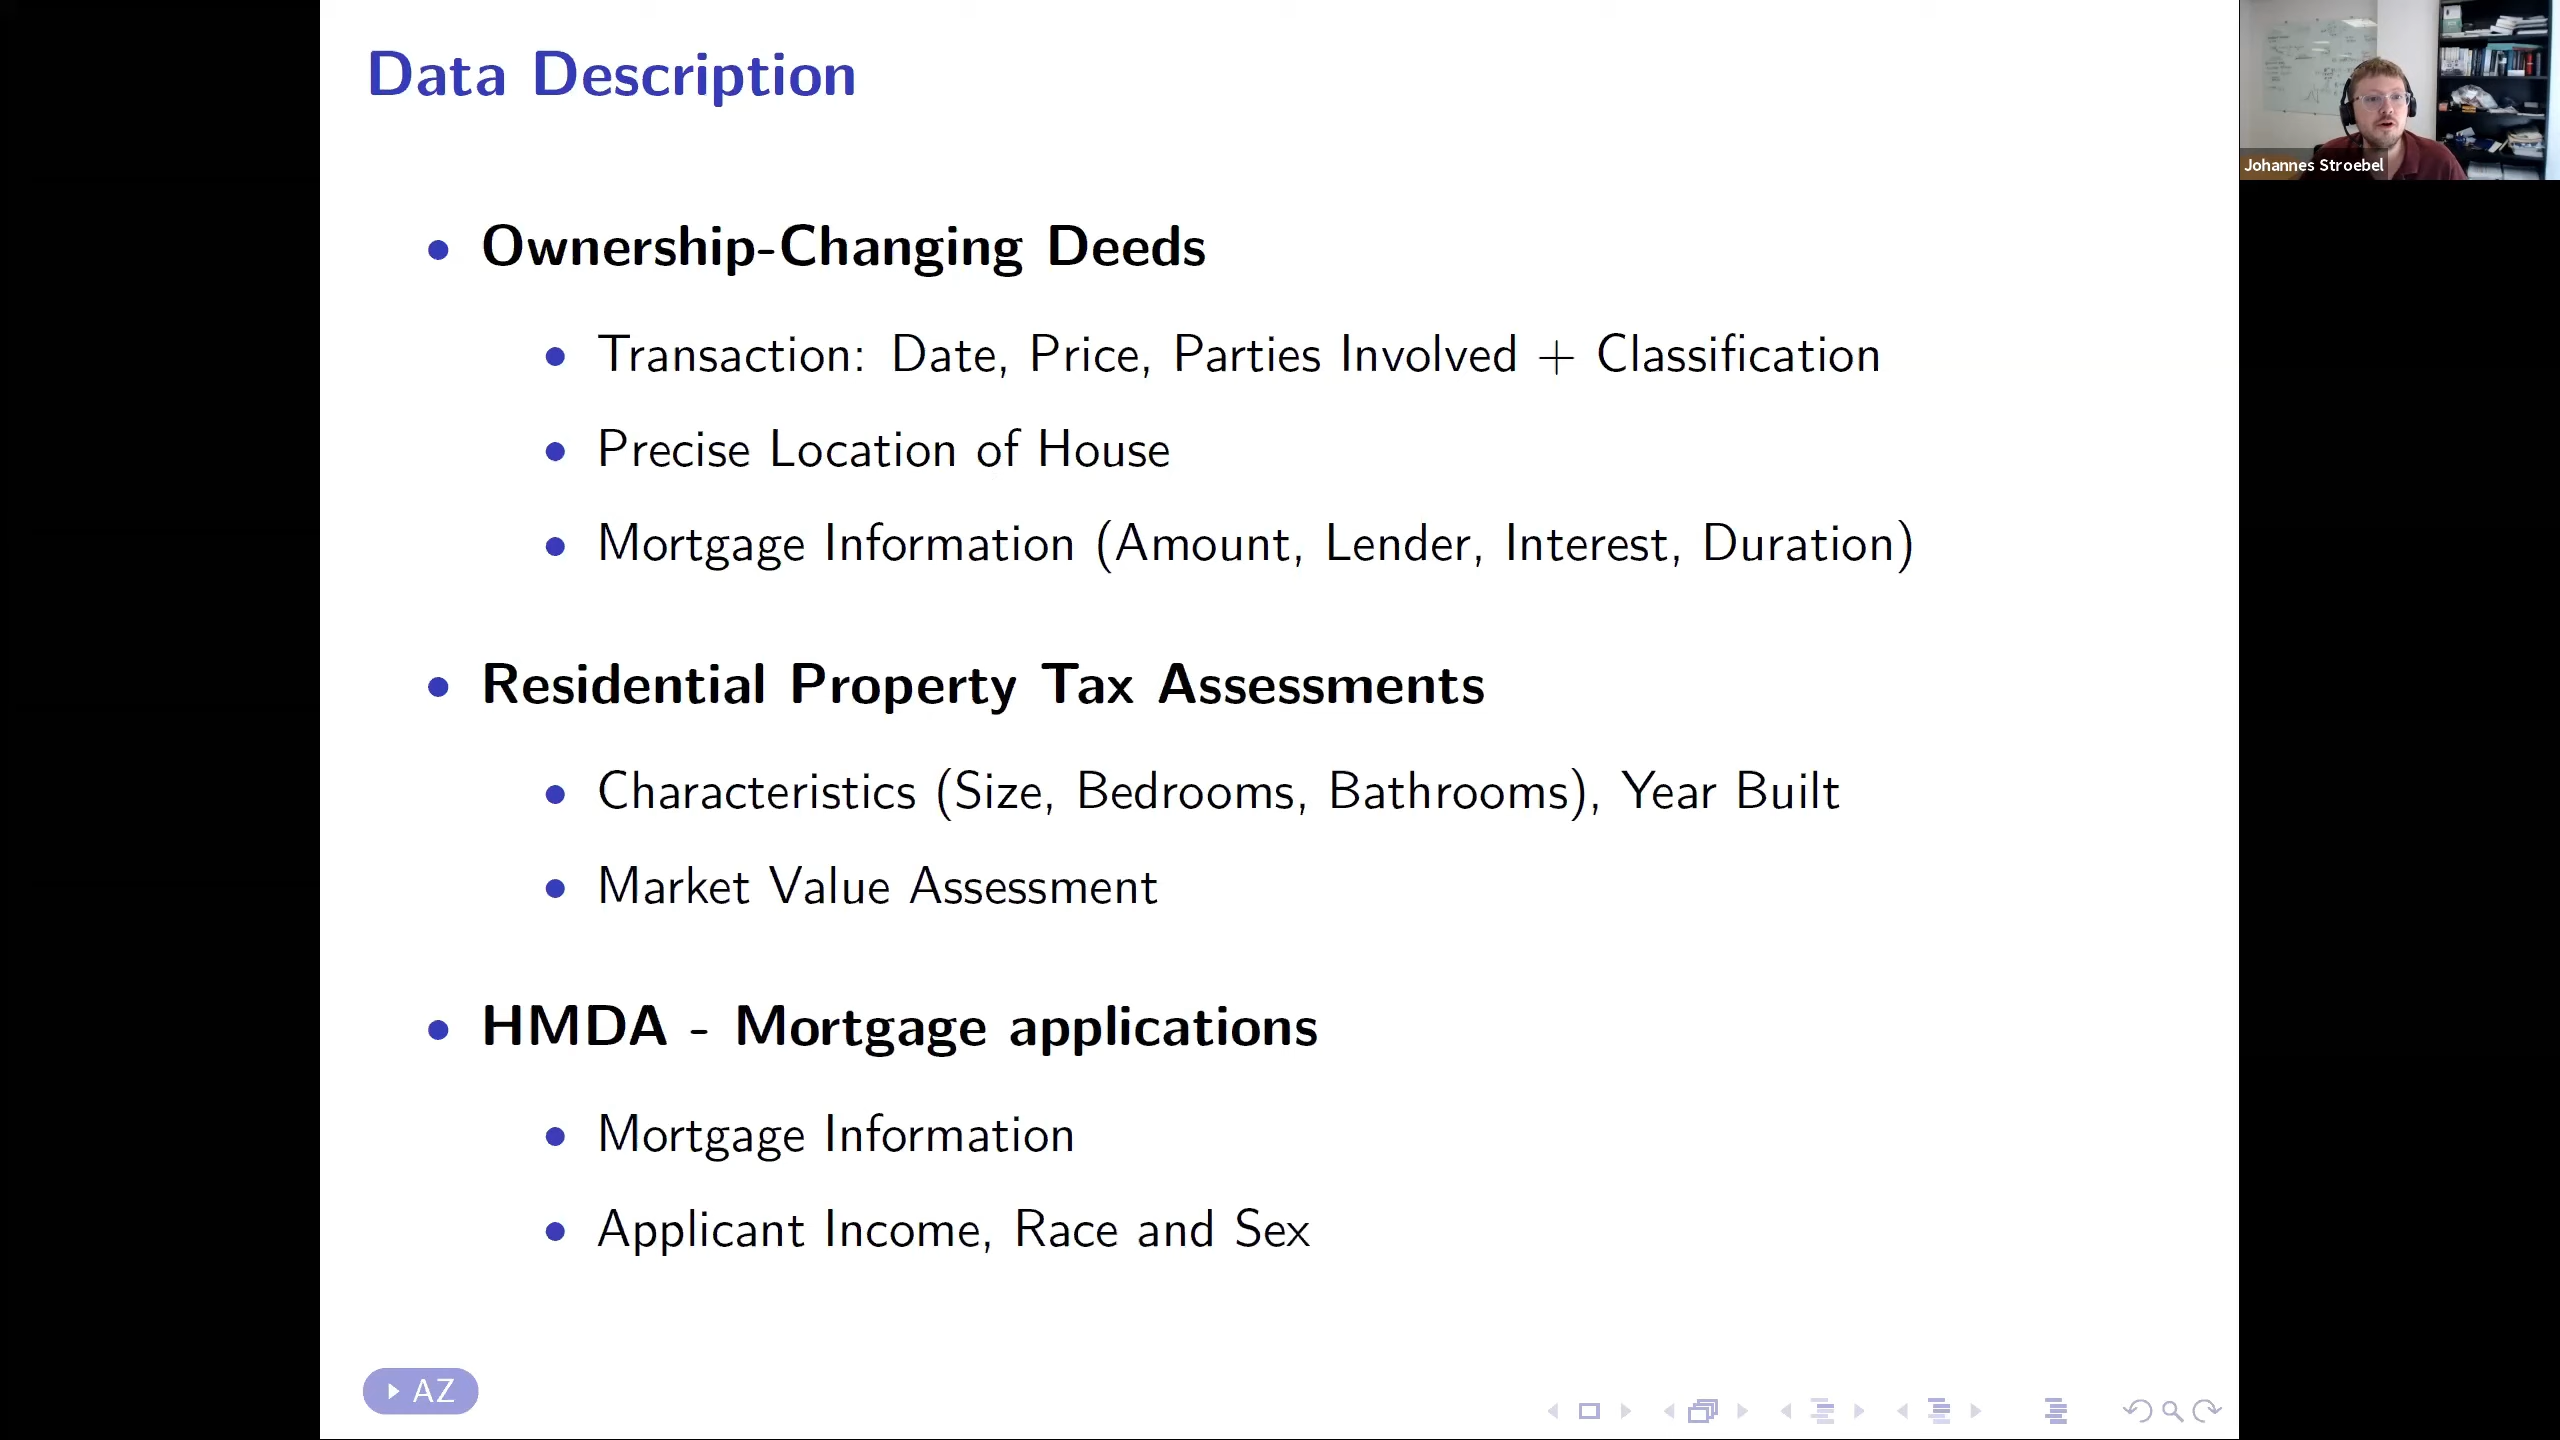 Data Description
Ownership-Changing Deeds
Transaction: Date, Price, Parties Involved + Classification
Precise Location of House
Mortgage Information (Amount, Lender, Interest, Duration)
Residential Property Tax Assessments
Characteristics (Size, Bedrooms, Bathrooms), Year Built
Market Value Assessment
HMDA - Mortgage applications
Mortgage Information
Applicant Income, Race and Sex
AZ
Johannes Stroebel